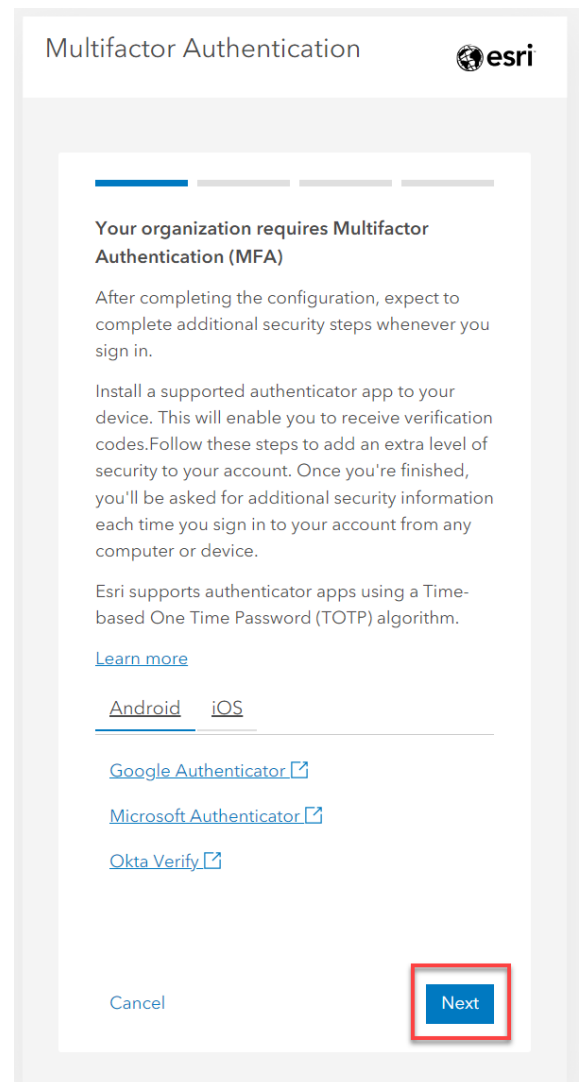 Multifactor Authentication
esri
Your organization requires Multifactor
Authentication (MFA)
After completing the configuration, expect to
complete additional security steps whenever you
sign in.
Install a supported authenticator app to your
device. This will enable you to receive verification
codes.Follow these steps to add an extra level of
security to your account. Once you're finished,
you'll be asked for additional security information
each time you sign in to your account from any
computer or device.
Esri supports authenticator apps using a Time-
based One Time Password (TOTP) algorithm.
Learn more
Android iOS
Google Authenticator
Microsoft Authenticator
Okta Verify
Cancel Next